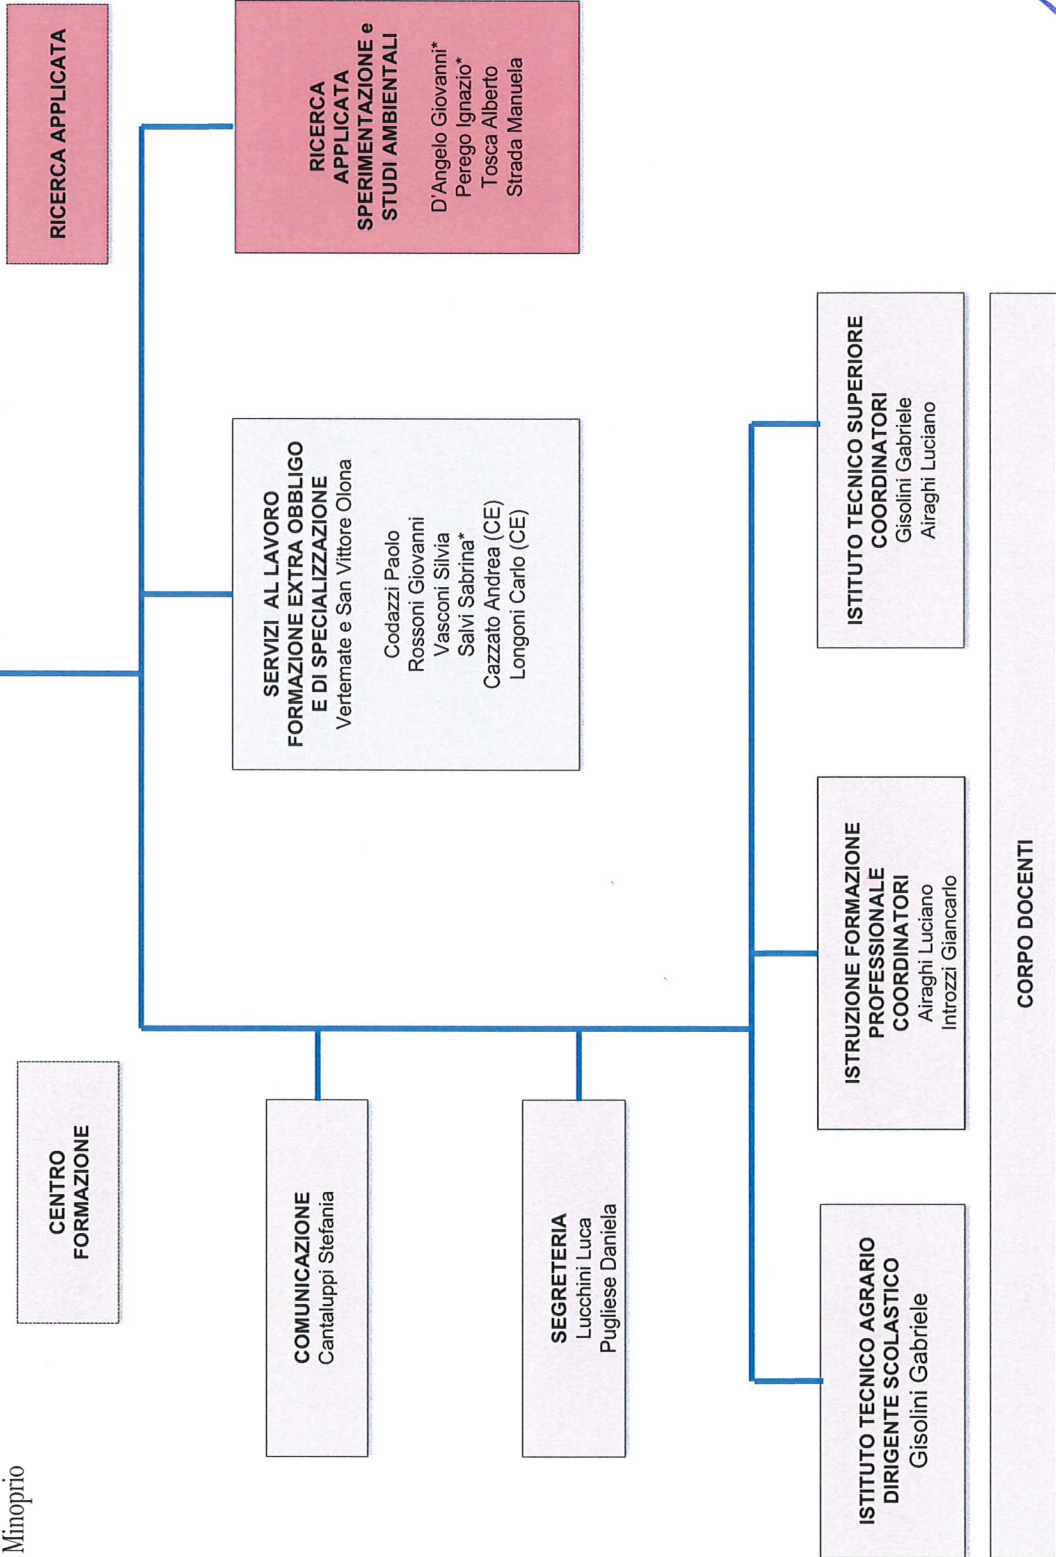 Minoprio
CENTRO
FORMAZIONE
RICERCA APPLICATA
COMUNICAZIONE
Cantaluppi Stefania
SERVIZI AL LAVORO
FORMAZIONE EXTRA OBBLIGO
E DI SPECIALIZZAZIONE
Vertemate e San Vittore Olona
Codazzi Paolo
Rossoni Giovanni
Vasconi Silvia
Salvi Sabrina*
Cazzato Andrea (CE)
Longoni Carlo (CE)
RICERCA
APPLICATA
SPERIMENTAZIONE e
STUDI AMBIENTALI
D'Angelo Giovanni*
Perego Ignazio*
Tosca Alberto
Strada Manuela
SEGRETERIA
Lucchini Luca
Pugliese Daniela
ISTITUTO TECNICO AGRARIO
DIRIGENTE SCOLASTICO
Gisolini Gabriele
ISTRUZIONE FORMAZIONE
PROFESSIONALE
COORDINATORI
Airaghi Luciano
Introzzi Giancarlo
ISTITUTO TECNICO SUPERIORE
COORDINATORI
Gisolini Gabriele
Airaghi Luciano
CORPO DOCENTI